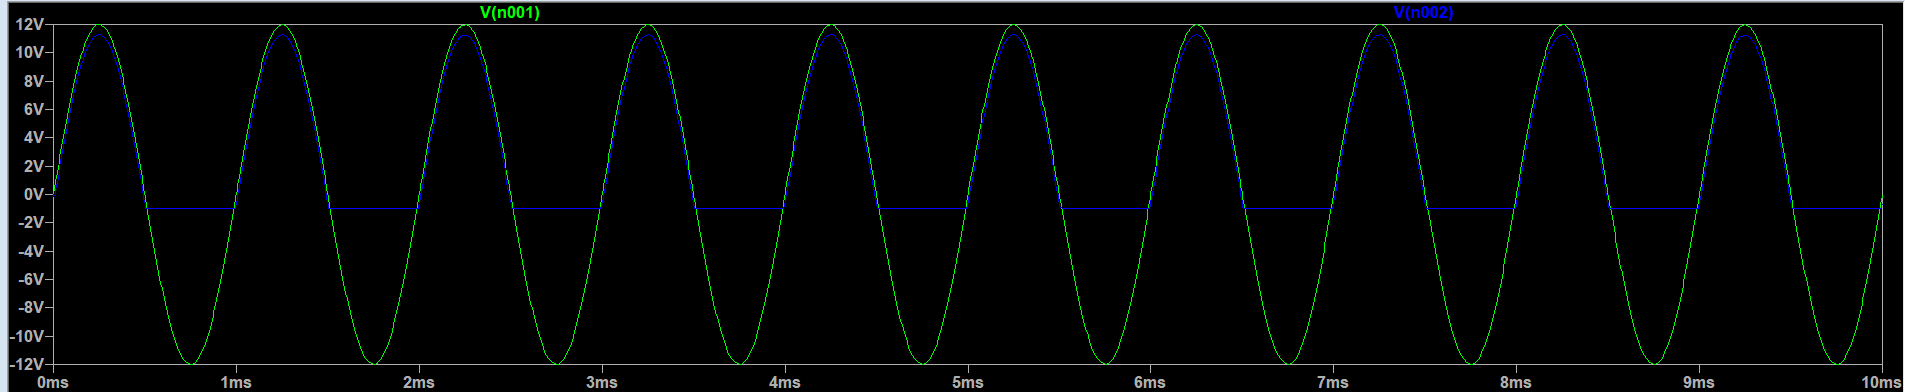 V(n001) V(n002)
12V
10V
8V
6V
4V
2V
0V
-2V
-4V
-6V
-8V
-10V
-12V
0ms 1ms 2ms 3ms 4ms 5ms 6ms 7ms 8ms 9ms 10ms